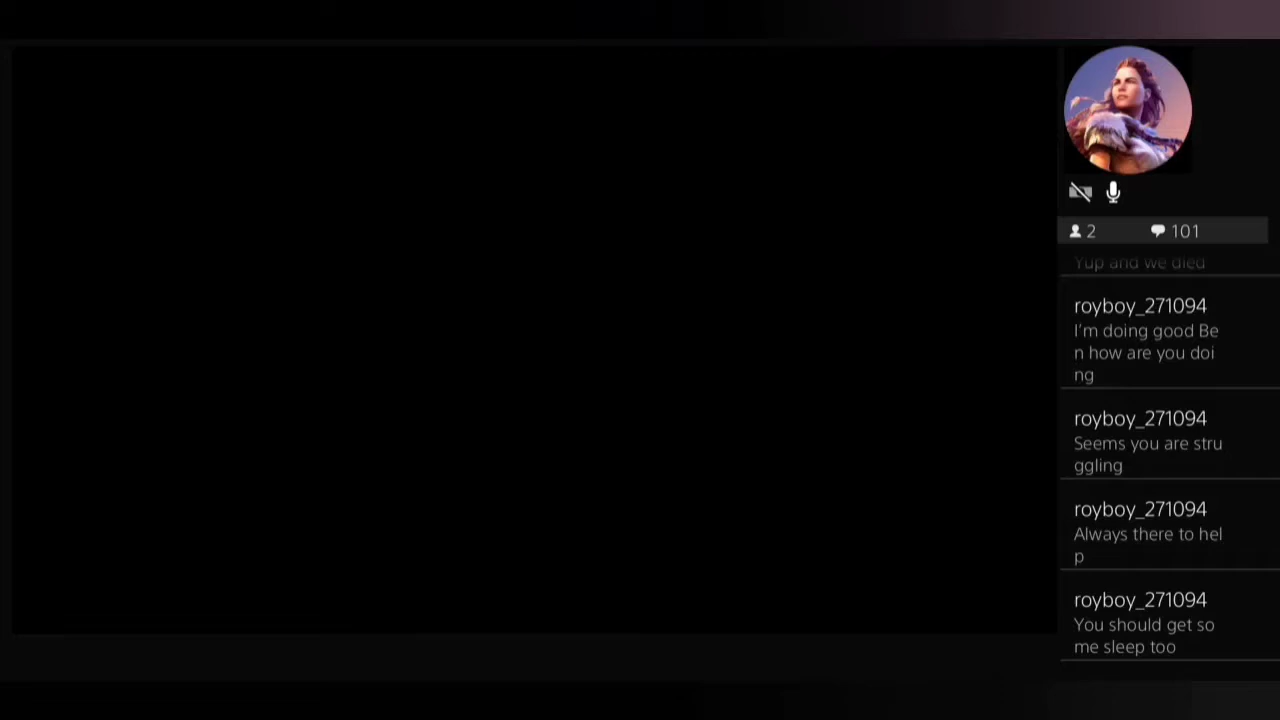 2
101
Yup and we died
royboy_271094
I'm doing good Be
n how are you doi
ng
royboy_271094
Seems you are stru
ggling
royboy_271094
Always there to hel
p
royboy_271094
You should get so
me sleep too